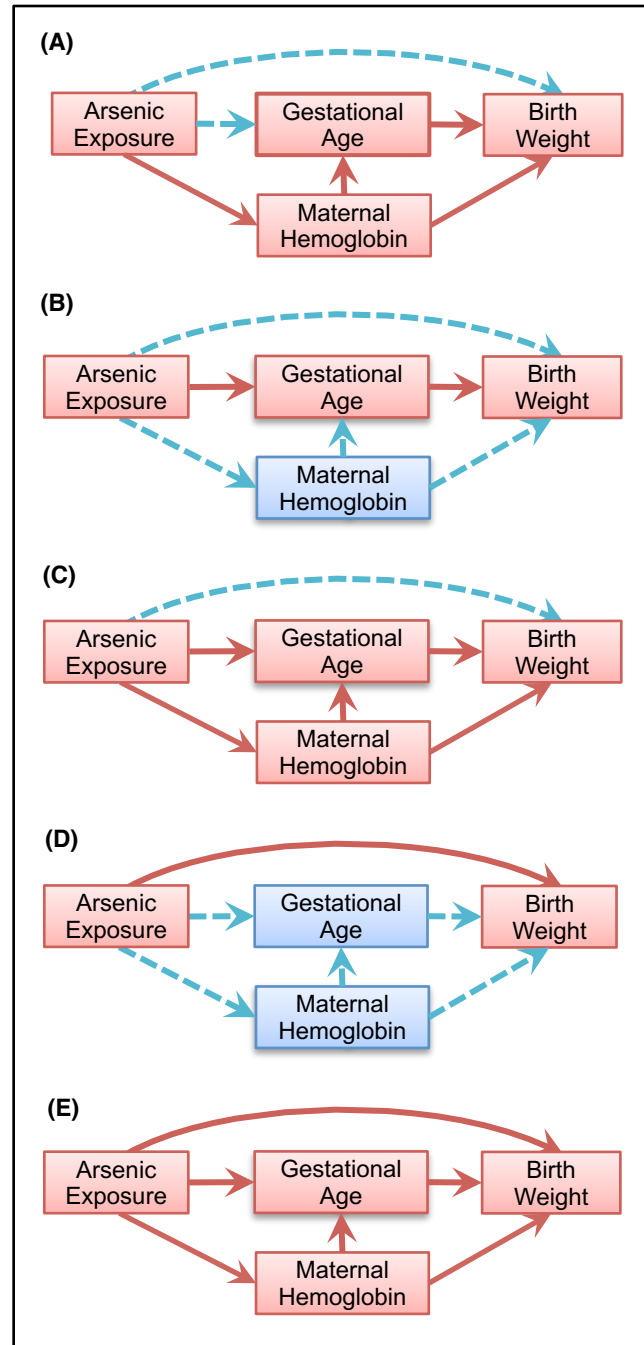 (A)
Arsenic
Exposure
Gestational
Age
Birth
Weight
Maternal
Hemoglobin
(B)
Arsenic
Exposure
Gestational
Age
Birth
Weight
Maternal
Hemoglobin
(C)
Arsenic
Exposure
Gestational
Age
Birth
Weight
Maternal
Hemoglobin
(D)
Arsenic
Exposure
Gestational
Age
Birth
Weight
Maternal
Hemoglobin
(E)
Arsenic
Exposure
Gestational
Age
Birth
Weight
Maternal
Hemoglobin